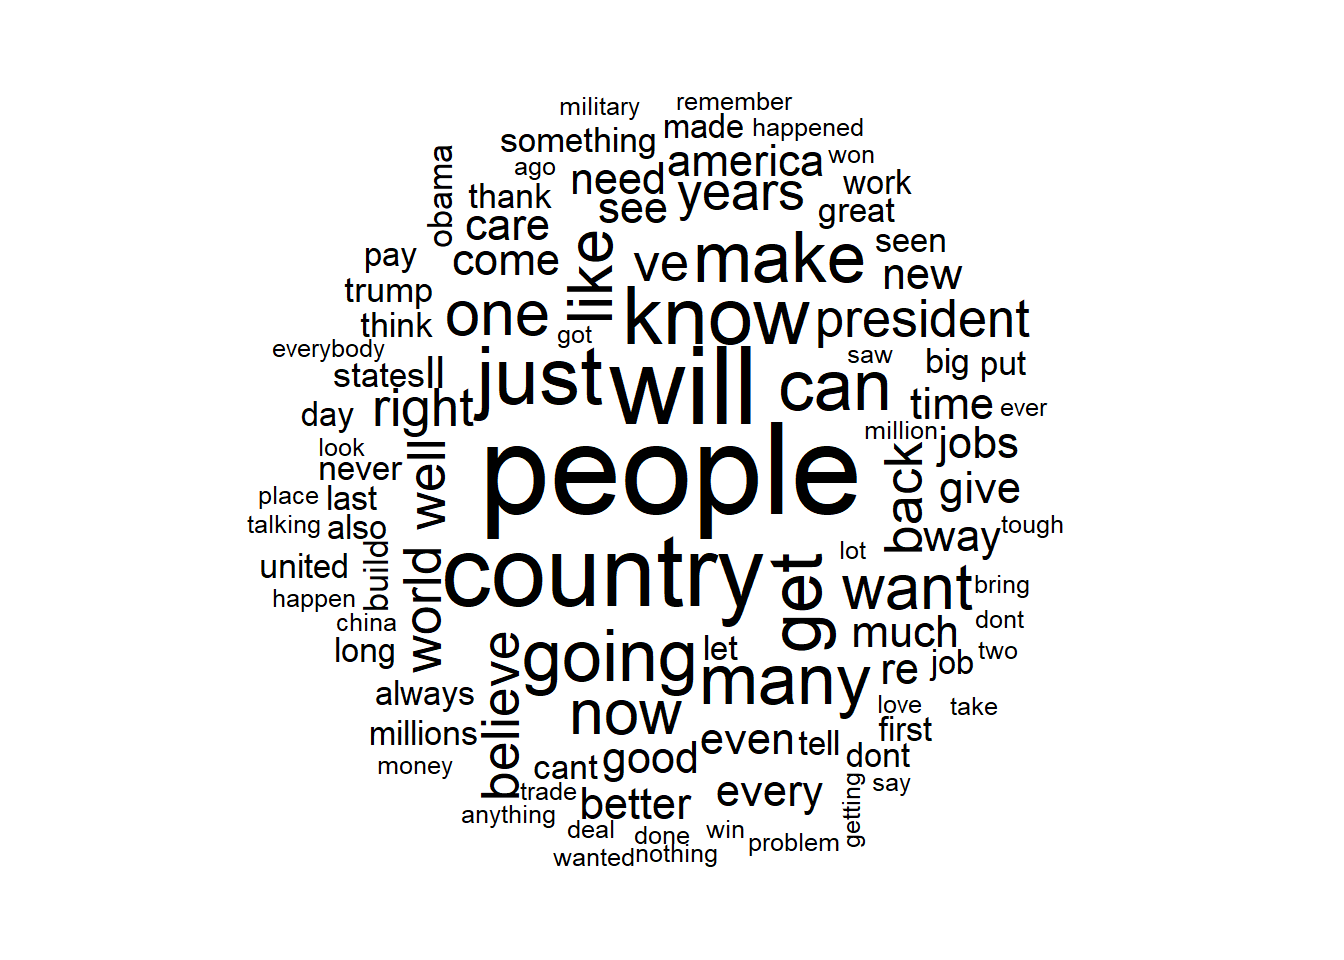 military
remember
something
made
happened
ago
america
won
obama
thank
need
see
years
work
great
care
pay
come
like
ve
make
seen
new
trump
one
know
president
think
got
everybody
states
ll
just
will
can
saw
big
put
day
right
time
ever
look
never
well
people
million
jobs
place
last
back
give
talking
also
way
tough
united
build
world
country
get
lot
want
bring
happen
china
long
believe
going
let
much
dont
always
many
re
job
two
millions
now
love
take
money
even
tell
first
cant
good
dont
trade
better
every
say
anything
deal
done
win
problem
getting
wanted
nothing